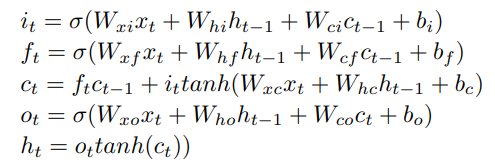 i_t = σ(W_{xi}x_t + W_{hi}h_{t−1} + W_{ci}c_{t−1} + b_i)
f_t = σ(W_{xf}x_t + W_{hf}h_{t−1} + W_{cf}c_{t−1} + b_f)
c_t = f_tc_{t−1} + i_ttanh(W_{xc}x_t + W_{hc}h_{t−1} + b_c)
o_t = σ(W_{xo}x_t + W_{ho}h_{t−1} + W_{co}c_t + b_o)
h_t = o_ttanh(c_t))